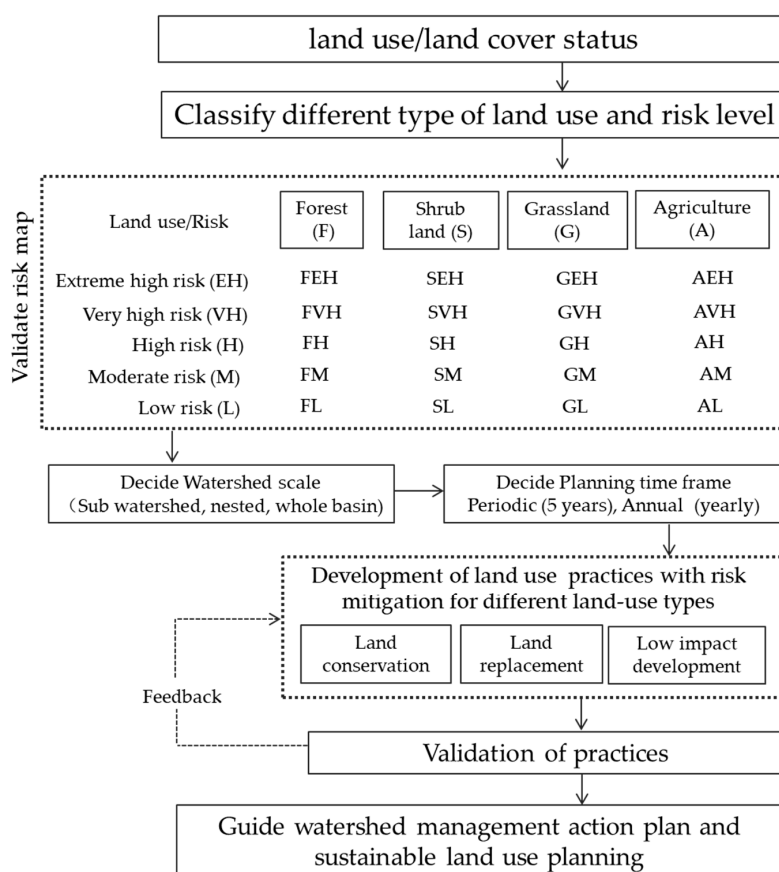 land use/land cover status
Classify different type of land use and risk level
Validate risk map
Land use/Risk
Forest
(F)
Shrub
land (S)
Grassland
(G)
Agriculture
(A)
Extreme high risk (EH) FEH SEH GEH AEH
Very high risk (VH) FVH SVH GVH AVH
High risk (H) FH SH GH AH
Moderate risk (M) FM SM GM AM
Low risk (L) FL SL GL AL
Decide Watershed scale
(Sub watershed, nested, whole basin)
Decide Planning time frame
Periodic (5 years), Annual (yearly)
Development of land use practices with risk
mitigation for different land-use types
Land
conservation
Land
replacement
Low impact
development
Feedback
Validation of practices
Guide watershed management action plan and
sustainable land use planning